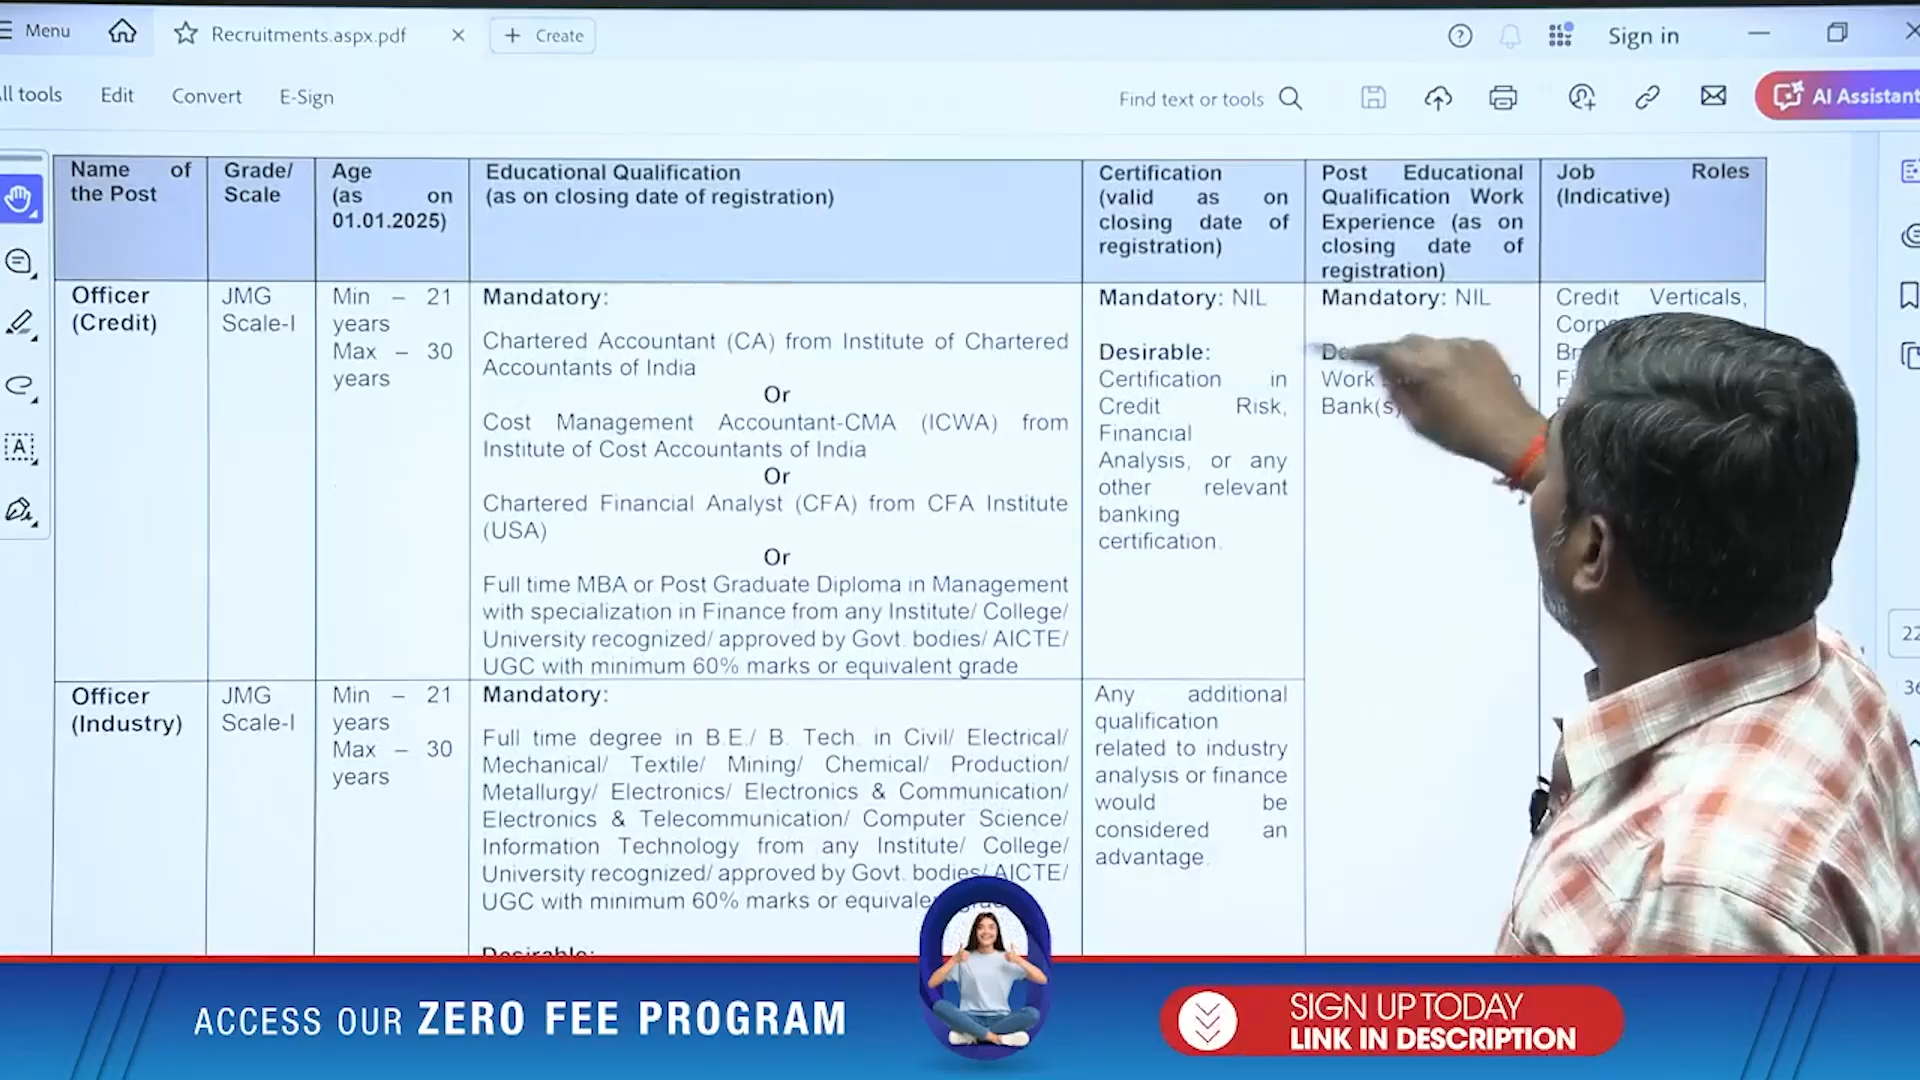 Menu
Recruitments.aspx.pdf
Create
Sign in
ll tools
Edit
Convert
E-Sign
Find text or tools
AI Assistant
Name of the Post
Grade/ Scale
Age (as on 01.01.2025)
Educational Qualification
(as on closing date of registration)
Certification
(valid as on
closing date of
registration)
Post Educational
Qualification Work
Experience (as on
closing date of
registration)
Job Roles
(Indicative)
Officer
(Credit)
JMG
Scale-I
Min – 21
years
Max – 30
years
Mandatory:
Chartered Accountant (CA) from Institute of Chartered
Accountants of India
Or
Cost Management Accountant-CMA (ICWA) from
Institute of Cost Accountants of India
Or
Chartered Financial Analyst (CFA) from CFA Institute
(USA)
Or
Full time MBA or Post Graduate Diploma in Management
with specialization in Finance from any Institute/ College/
University recognized/ approved by Govt. bodies/ AICTE/
UGC with minimum 60% marks or equivalent grade
Mandatory: NIL
Desirable:
Certification in
Credit Risk,
Financial
Analysis, or any
other relevant
banking
certification.
Mandatory: NIL
Work
Bank(s)
Credit Verticals,
Officer
(Industry)
JMG
Scale-I
Min – 21
years
Max – 30
years
Mandatory:
Full time degree in B.E./ B. Tech. in Civil/ Electrical/
Mechanical/ Textile/ Mining/ Chemical/ Production/
Metallurgy/ Electronics/ Electronics & Communication/
Electronics & Telecommunication/ Computer Science/
Information Technology from any Institute/ College/
University recognized/ approved by Govt. bodies/ AICTE/
UGC with minimum 60% marks or
Desirable:
Any additional
qualification
related to industry
analysis or finance
would be
considered an
advantage.
22
ACCESS OUR ZERO FEE PROGRAM
SIGN UP TODAY
LINK IN DESCRIPTION